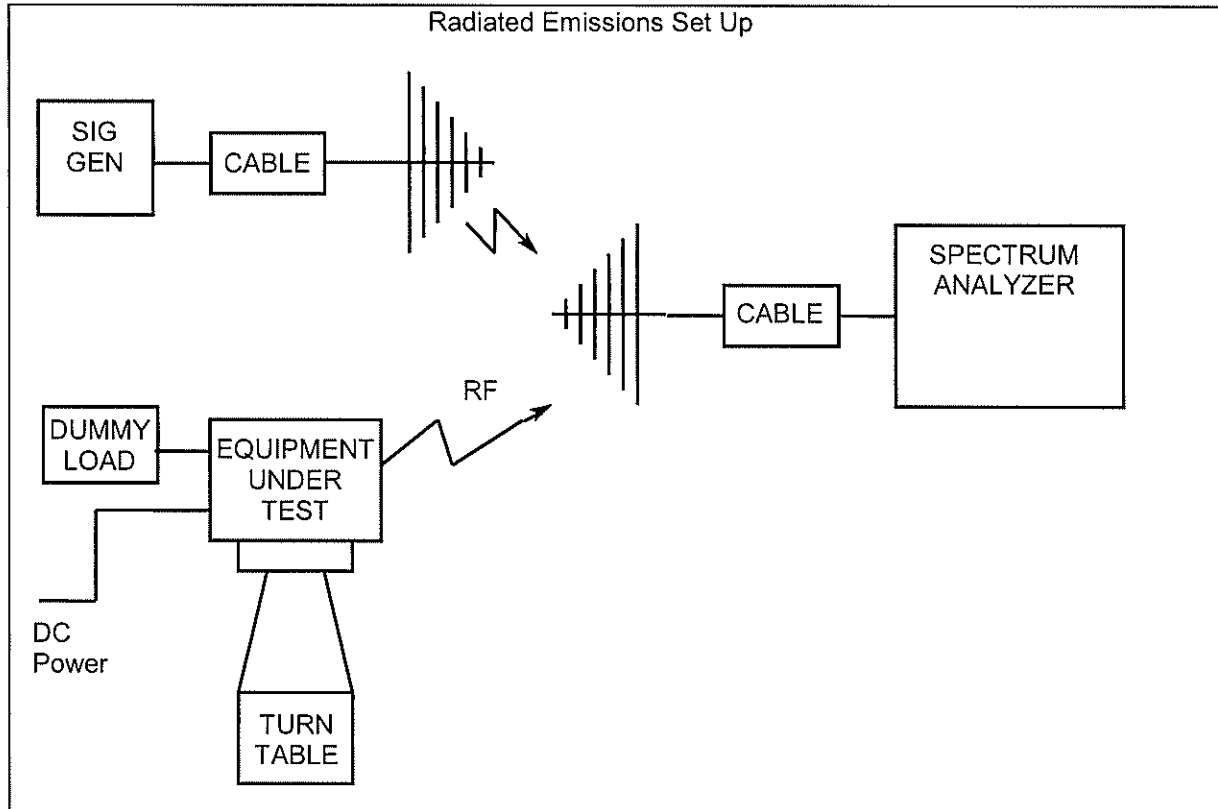 Radiated Emissions Set Up
SIG
GEN
CABLE
SPECTRUM
ANALYZER
CABLE
RF
DUMMY
LOAD
EQUIPMENT
UNDER
TEST
DC
Power
TURN
TABLE